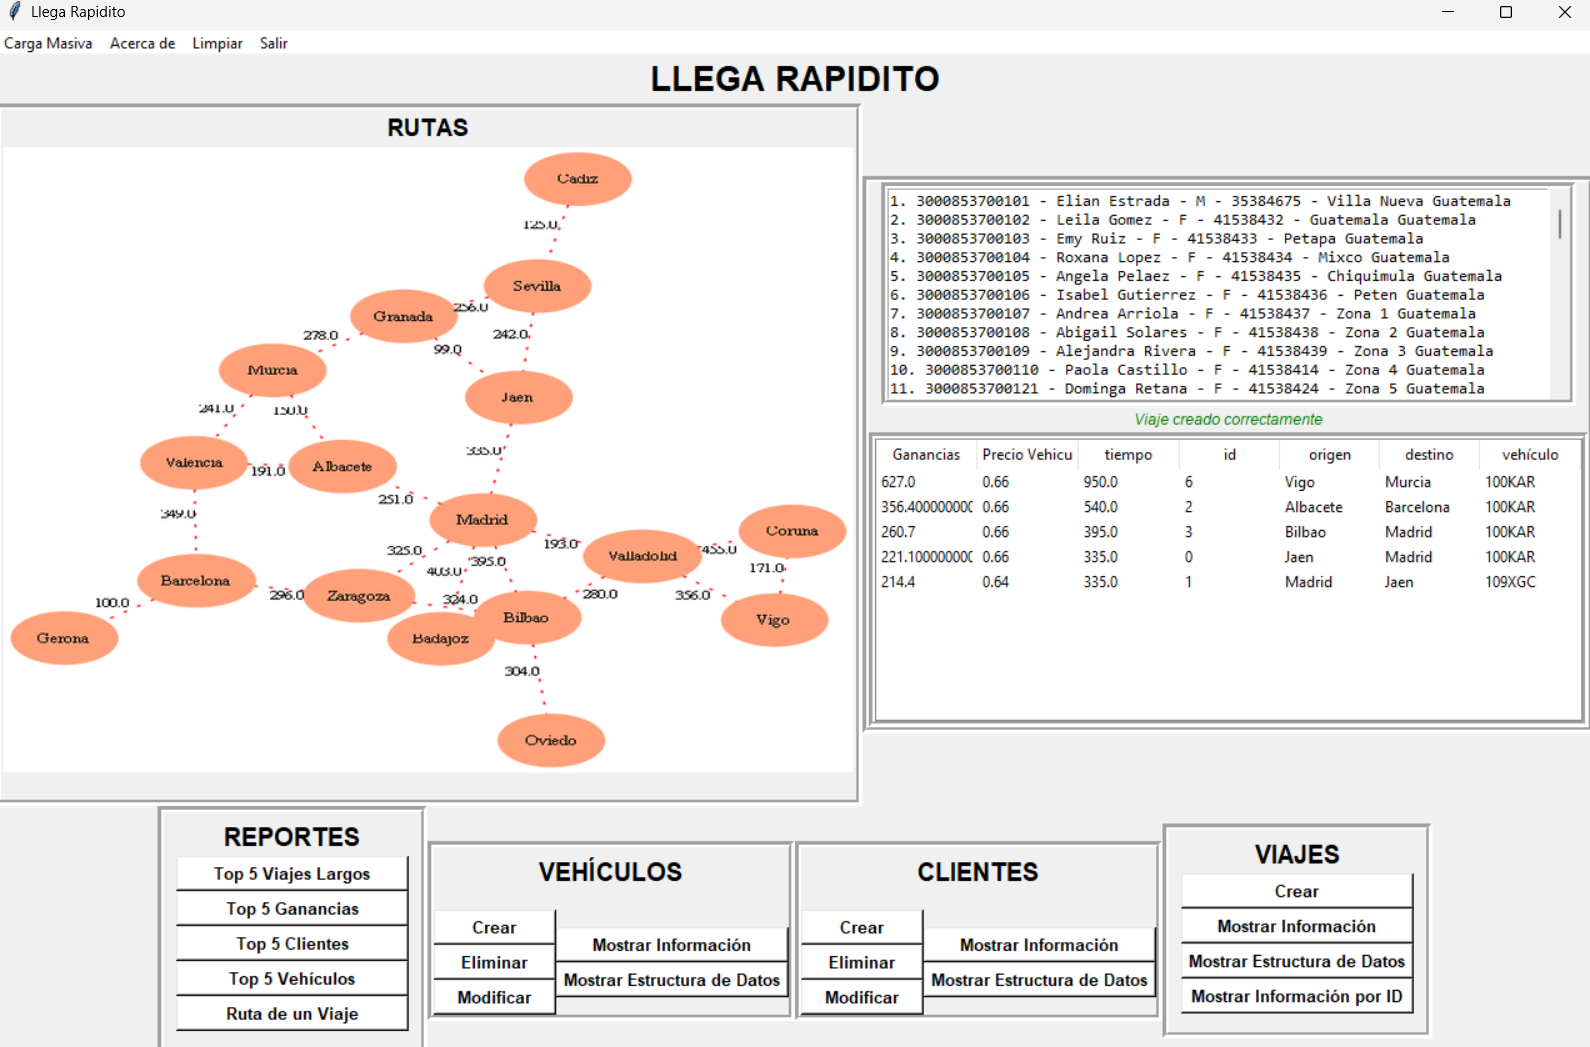 Llega Rapidito
Carga Masiva Acerca de Limpiar Salir
LLEGA RAPIDITO
RUTAS
Cadiz
125.0
Sevilla
256.0
Granada
278.0
242.0
99.0
Murcia
Jaen
241.0
150.0
335.0
Valencia
191.0
Albacete
251.0
349.0
Madrid
Coruna
193.0
455.0
325.0
Valladolid
395.0
403.0
171.0
Barcelona
296.0
Zaragoza
280.0
356.0
324.0
100.0
Bilbao
Vigo
Gerona
Badajoz
304.0
Oviedo
1. 3000853700101 - Elian Estrada - M - 35384675 - Villa Nueva Guatemala
2. 3000853700102 - Leila Gomez - F - 41538432 - Guatemala Guatemala
3. 3000853700103 - Emy Ruiz - F - 41538433 - Petapa Guatemala
4. 3000853700104 - Roxana Lopez - F - 41538434 - Mixco Guatemala
5. 3000853700105 - Angela Pelaez - F - 41538435 - Chiquimula Guatemala
6. 3000853700106 - Isabel Gutierrez - F - 41538436 - Peten Guatemala
7. 3000853700107 - Andrea Arriola - F - 41538437 - Zona 1 Guatemala
8. 3000853700108 - Abigail Solares - F - 41538438 - Zona 2 Guatemala
9. 3000853700109 - Alejandra Rivera - F - 41538439 - Zona 3 Guatemala
10. 3000853700110 - Paola Castillo - F - 41538414 - Zona 4 Guatemala
11. 3000853700121 - Dominga Retana - F - 41538424 - Zona 5 Guatemala
Viaje creado correctamente
Ganancias Precio Vehicu tiempo id origen destino vehículo
627.0 0.66 950.0 6 Vigo Murcia 100KAR
356.400000000 0.66 540.0 2 Albacete Barcelona 100KAR
260.7 0.66 395.0 3 Bilbao Madrid 100KAR
221.100000000 0.66 335.0 0 Jaen Madrid 100KAR
214.4 0.64 335.0 1 Madrid Jaen 109XGC
REPORTES
Top 5 Viajes Largos
Top 5 Ganancias
Top 5 Clientes
Top 5 Vehículos
Ruta de un Viaje
VEHÍCULOS
Crear
Eliminar
Modificar
Mostrar Información
Mostrar Estructura de Datos
CLIENTES
Crear
Eliminar
Modificar
Mostrar Información
Mostrar Estructura de Datos
VIAJES
Crear
Mostrar Información
Mostrar Estructura de Datos
Mostrar Información por ID